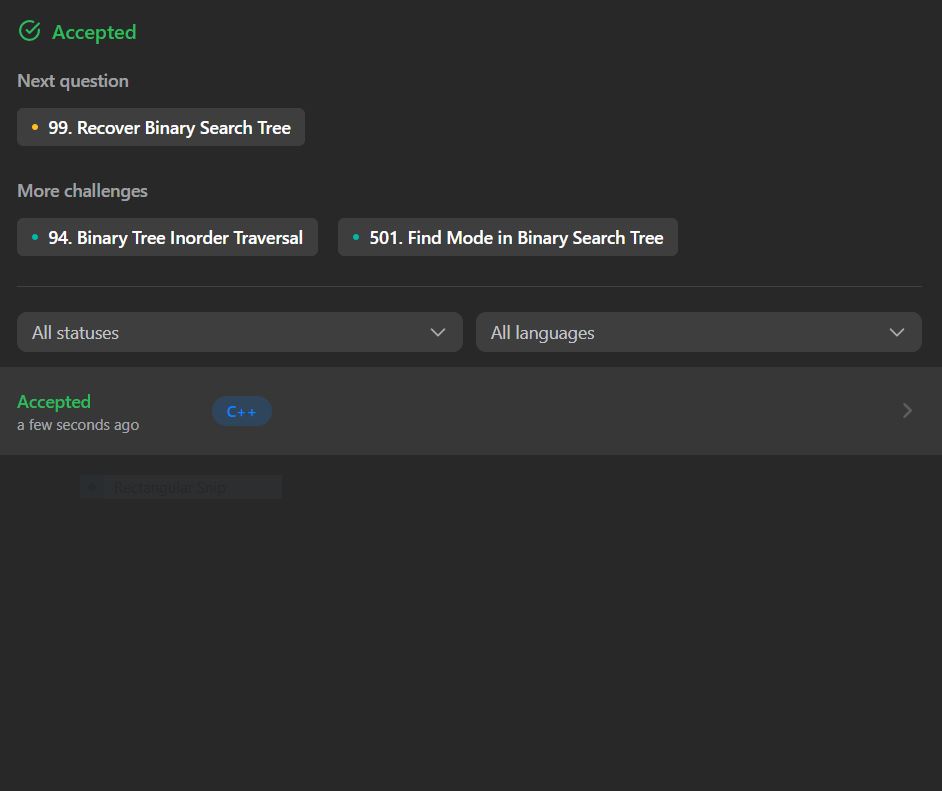 Accepted
Next question
99. Recover Binary Search Tree
More challenges
94. Binary Tree Inorder Traversal
501. Find Mode in Binary Search Tree
All statuses
All languages
Accepted
C++
a few seconds ago
Rectangular Snip